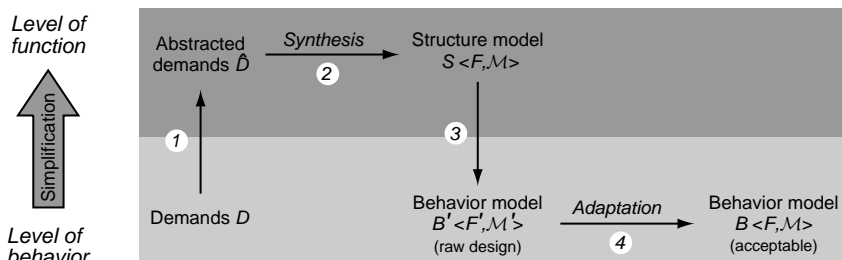 Level of
function
Simplification
Level of
behavior
Abstracted
demands D̂
Synthesis
2
Structure model
S <F,ℳ>
1
3
Demands D
Behavior model
B′ <F′,ℳ′>
(raw design)
Adaptation
4
Behavior model
B <F,ℳ>
(acceptable)